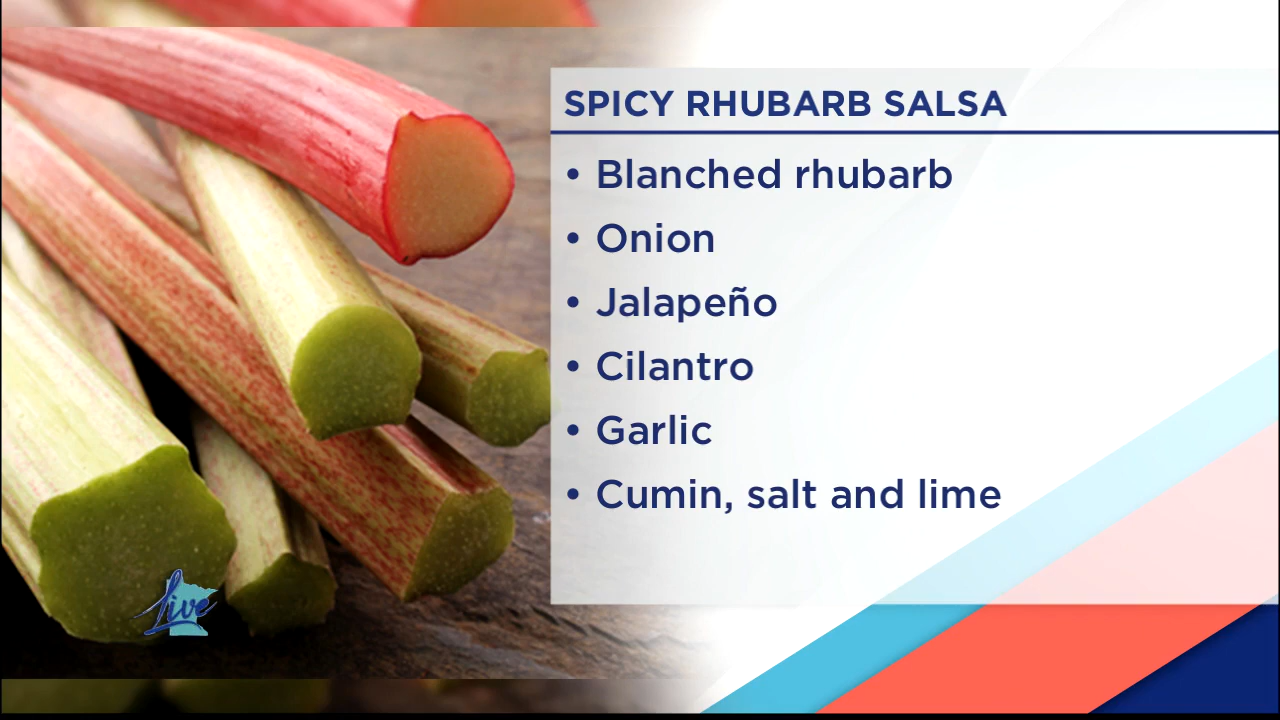 SPICY RHUBARB SALSA
• Blanched rhubarb
• Onion
• Jalapeño
• Cilantro
• Garlic
• Cumin, salt and lime
Live